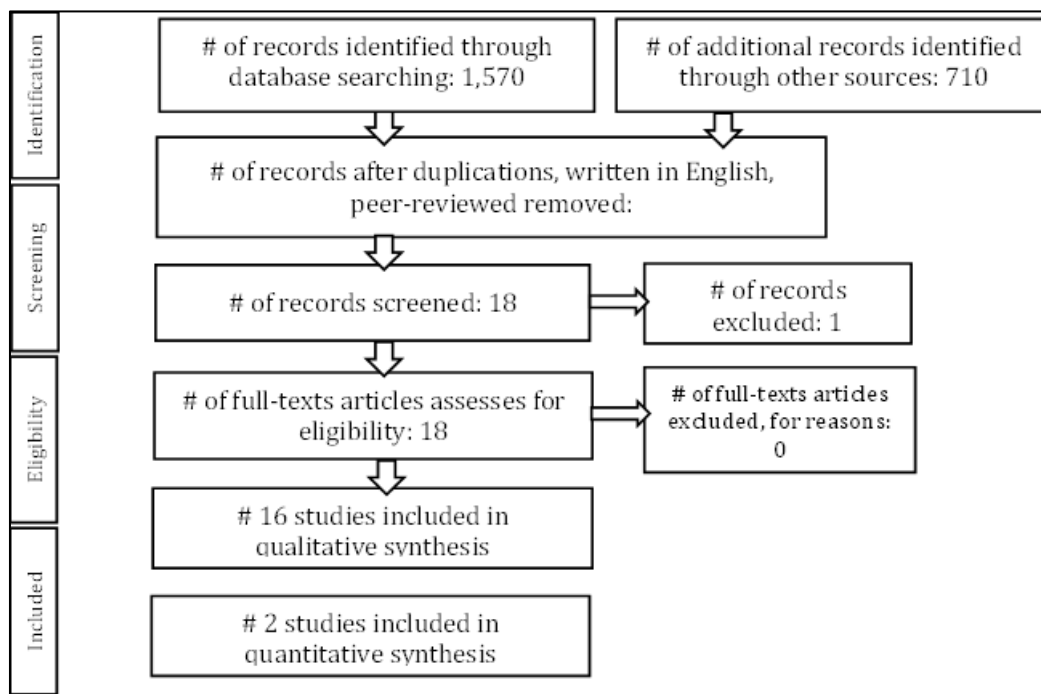 Identification
# of records identified through
database searching: 1,570
# of additional records identified
through other sources: 710
# of records after duplications, written in English,
peer-reviewed removed:
Screening
# of records screened: 18
# of records
excluded: 1
Eligibility
# of full-texts articles assesses for
eligibility: 18
# of full-texts articles
excluded, for reasons:
0
# 16 studies included in
qualitative synthesis
Included
# 2 studies included in
quantitative synthesis